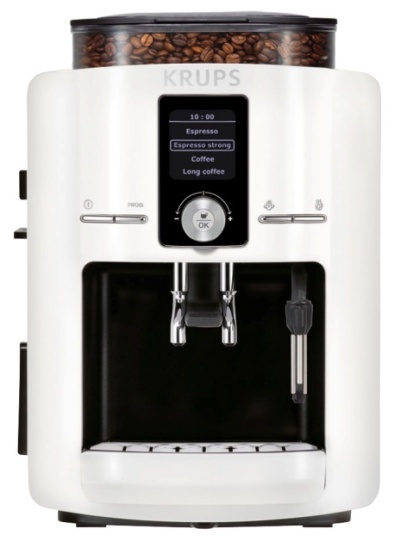 KRUPS
10 : 00
Espresso
Espresso strong
Coffee
Long coffee
PROG
- OK +